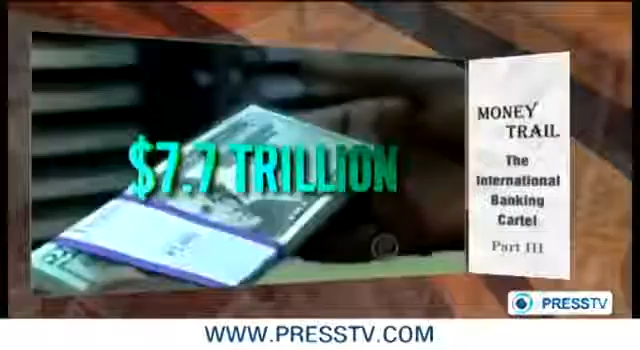 $7.7 TRILLION
MONEY
TRAIL
The
International
Banking
Cartel
Part III
PRESSTV
WWW.PRESSTV.COM